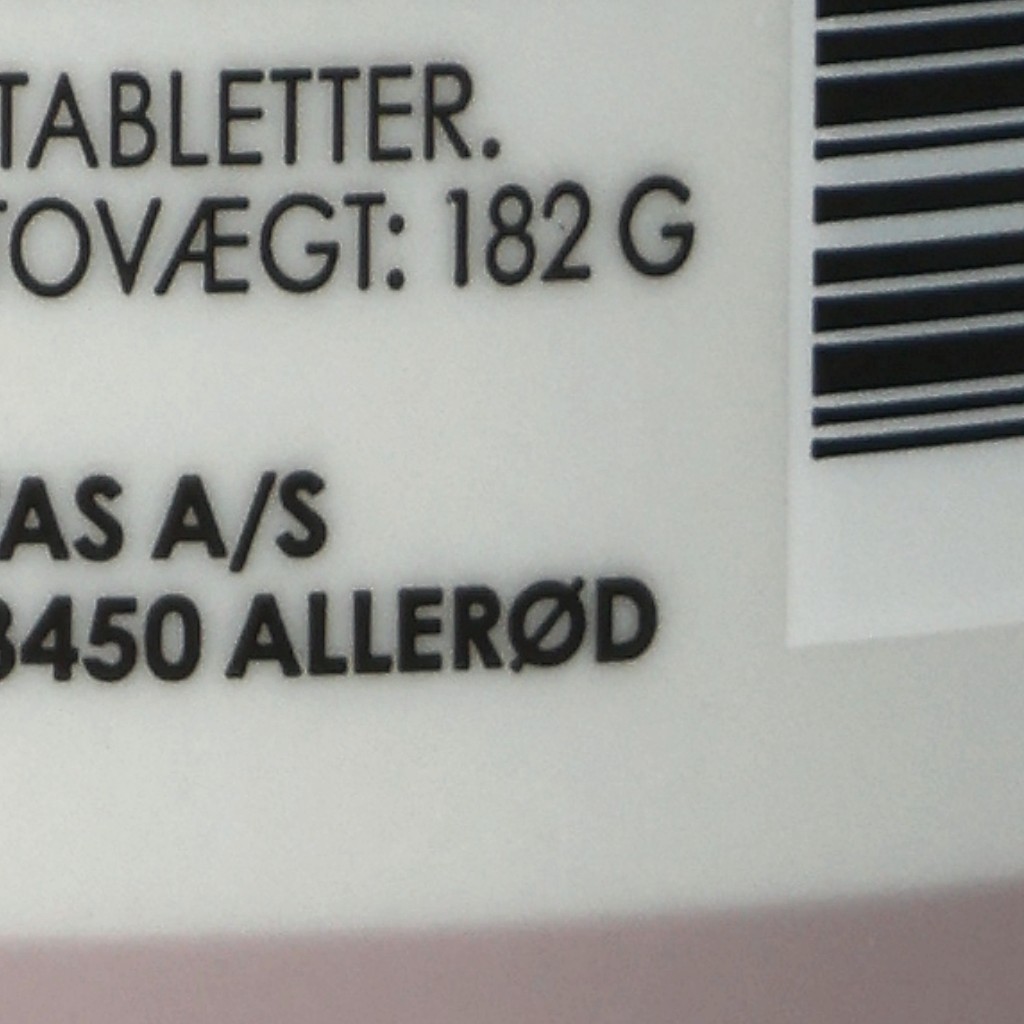 TABLETTER.
TOVÆGT: 182 G
AS A/S
3450 ALLERØD